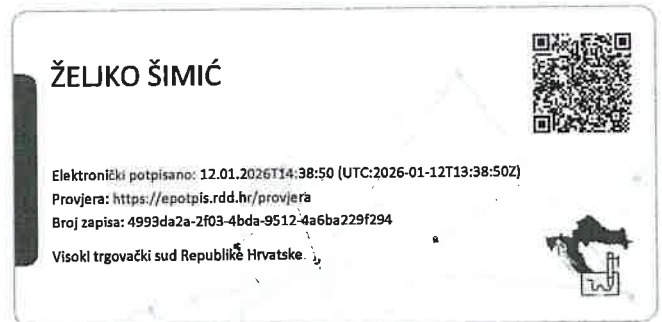 ŽELJKO ŠIMIĆ
Elektronički potpisano: 12.01.2026T14:38:50 (UTC:2026-01-12T13:38:50Z)
Provjera: https://epotpis.rdd.hr/provjera
Broj zapisa: 4993da2a-2f03-4bda-9512-4a6ba229f294
Visoki trgovački sud Republike Hrvatske